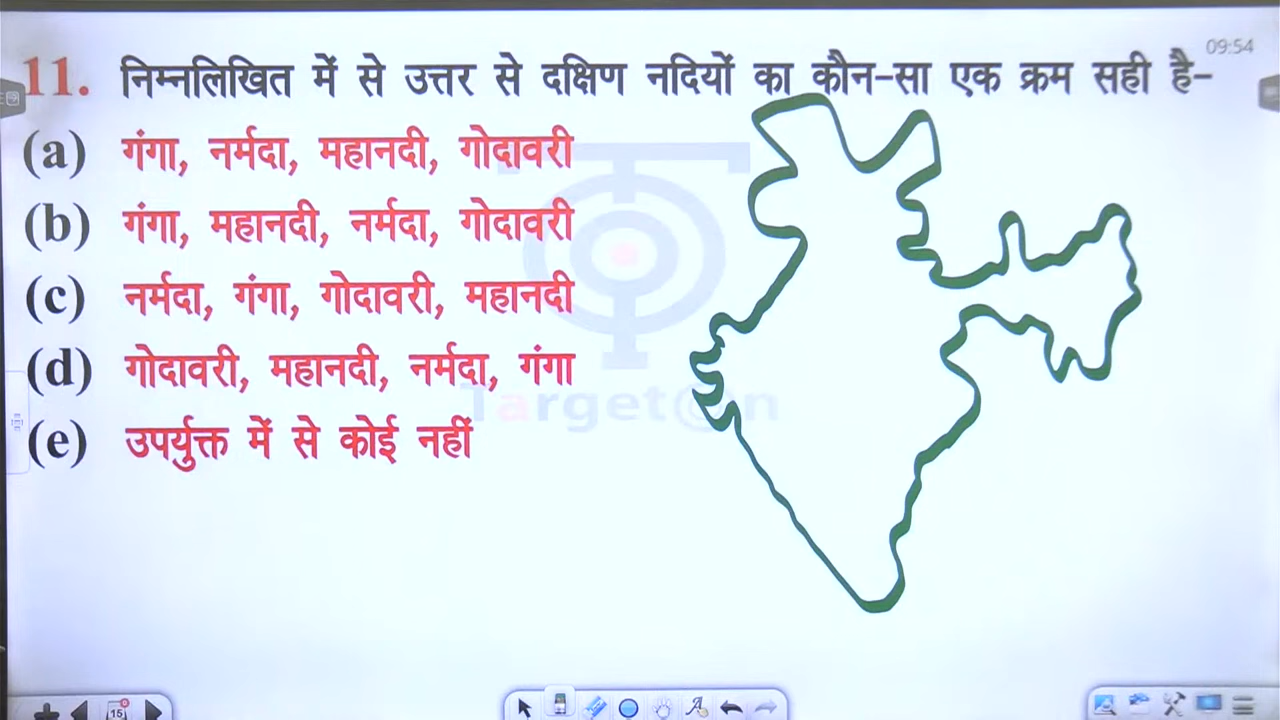 09:54
11. निम्नलिखित में से उत्तर से दक्षिण नदियों का कौन-सा एक क्रम सही है-
(a) गंगा, नर्मदा, महानदी, गोदावरी
(b) गंगा, महानदी, नर्मदा, गोदावरी
(c) नर्मदा, गंगा, गोदावरी, महानदी
(d) गोदावरी, महानदी, नर्मदा, गंगा
Target@n
(e) उपर्युक्त में से कोई नहीं
15